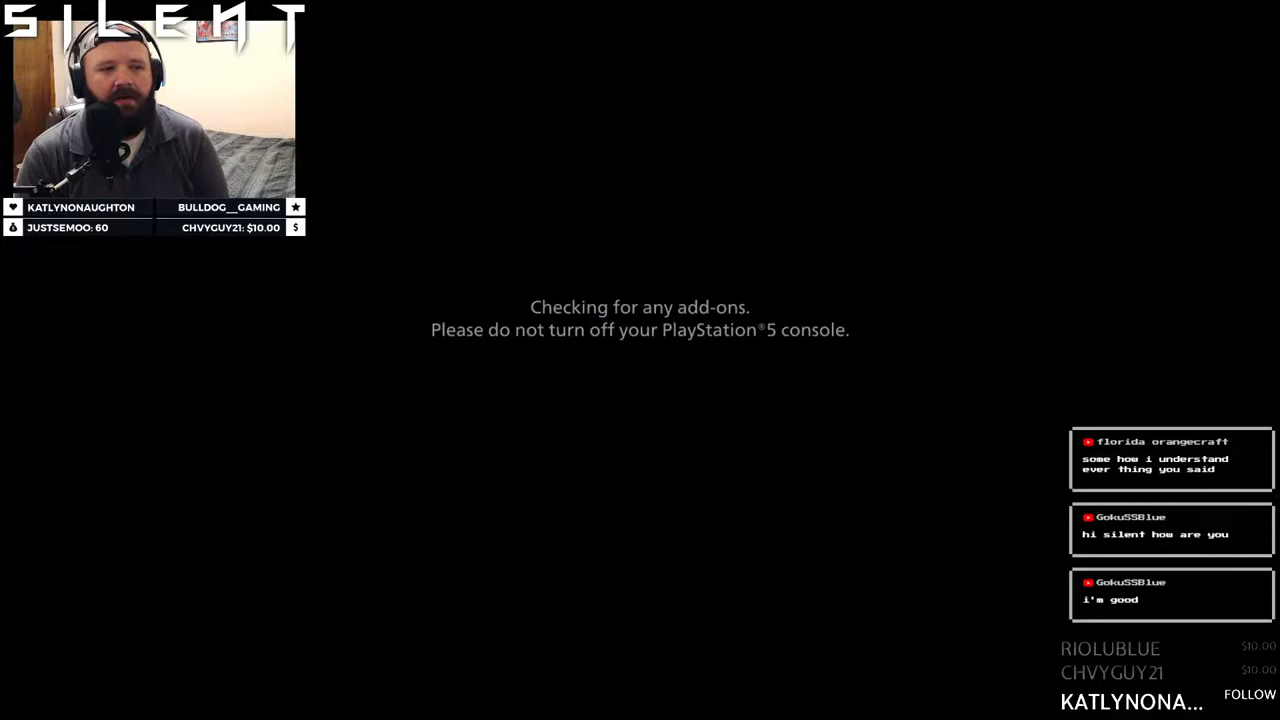 SILENT
KATLYNONAUGHTON
BULLDOG__GAMING
JUSTSEMOO: 60
CHVYGUY21: $10.00
$
Checking for any add-ons.
Please do not turn off your PlayStation®5 console.
florida orangecraft
some how i understand
ever thing you said
GokuSSBlue
hi silent how are you
GokuSSBlue
i'm good
RIOLUBLUE $10.00
CHVYGUY21 $10.00
KATLYNONA... FOLLOW